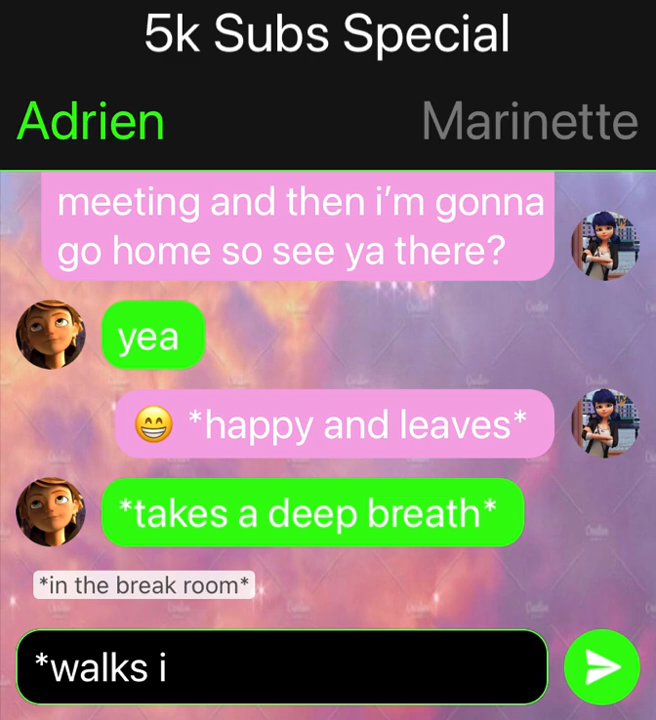 5k Subs Special
Adrien
Marinette
meeting and then i'm gonna
go home so see ya there?
yea
😁 *happy and leaves*
*takes a deep breath*
*in the break room*
*walks i